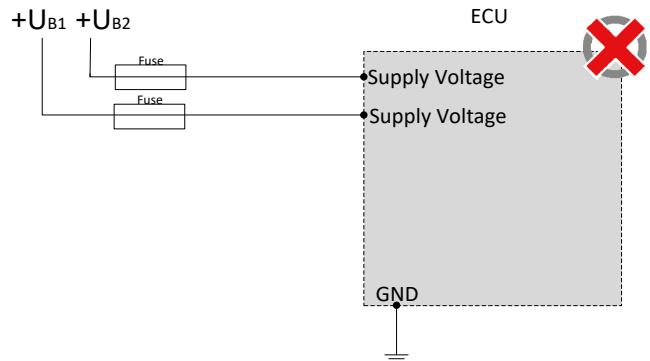 +UB1 +UB2
ECU
Fuse
Supply Voltage
Fuse
Supply Voltage
GND